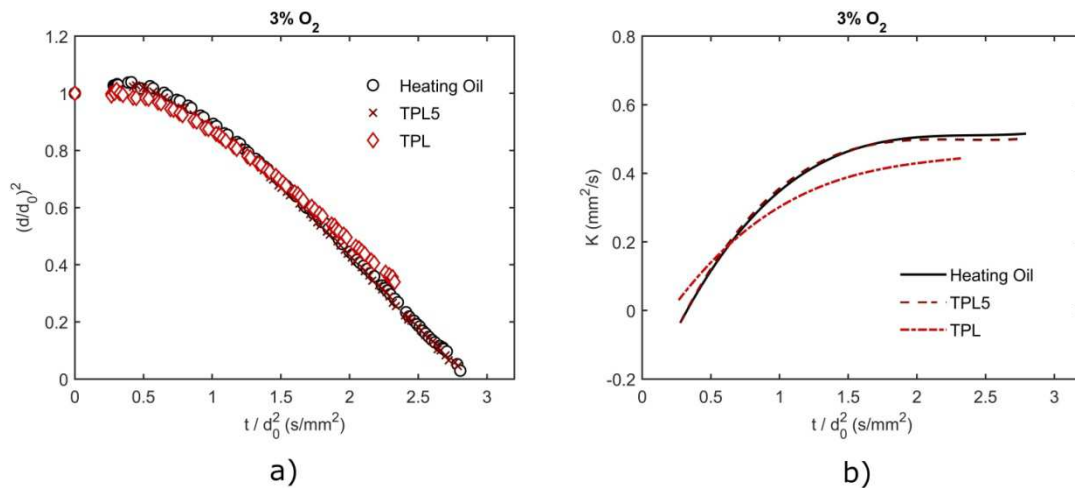 3% O2
1.2
1
0.8
0.6
0.4
0.2
0
(d/d0)2
Heating Oil
TPL5
TPL
0 0.5 1 1.5 2 2.5 3
t / d02 (s/mm2)
a)
3% O2
0.8
0.6
0.4
0.2
0
-0.2
K (mm2/s)
Heating Oil
TPL5
TPL
0 0.5 1 1.5 2 2.5 3
t / d02 (s/mm2)
b)